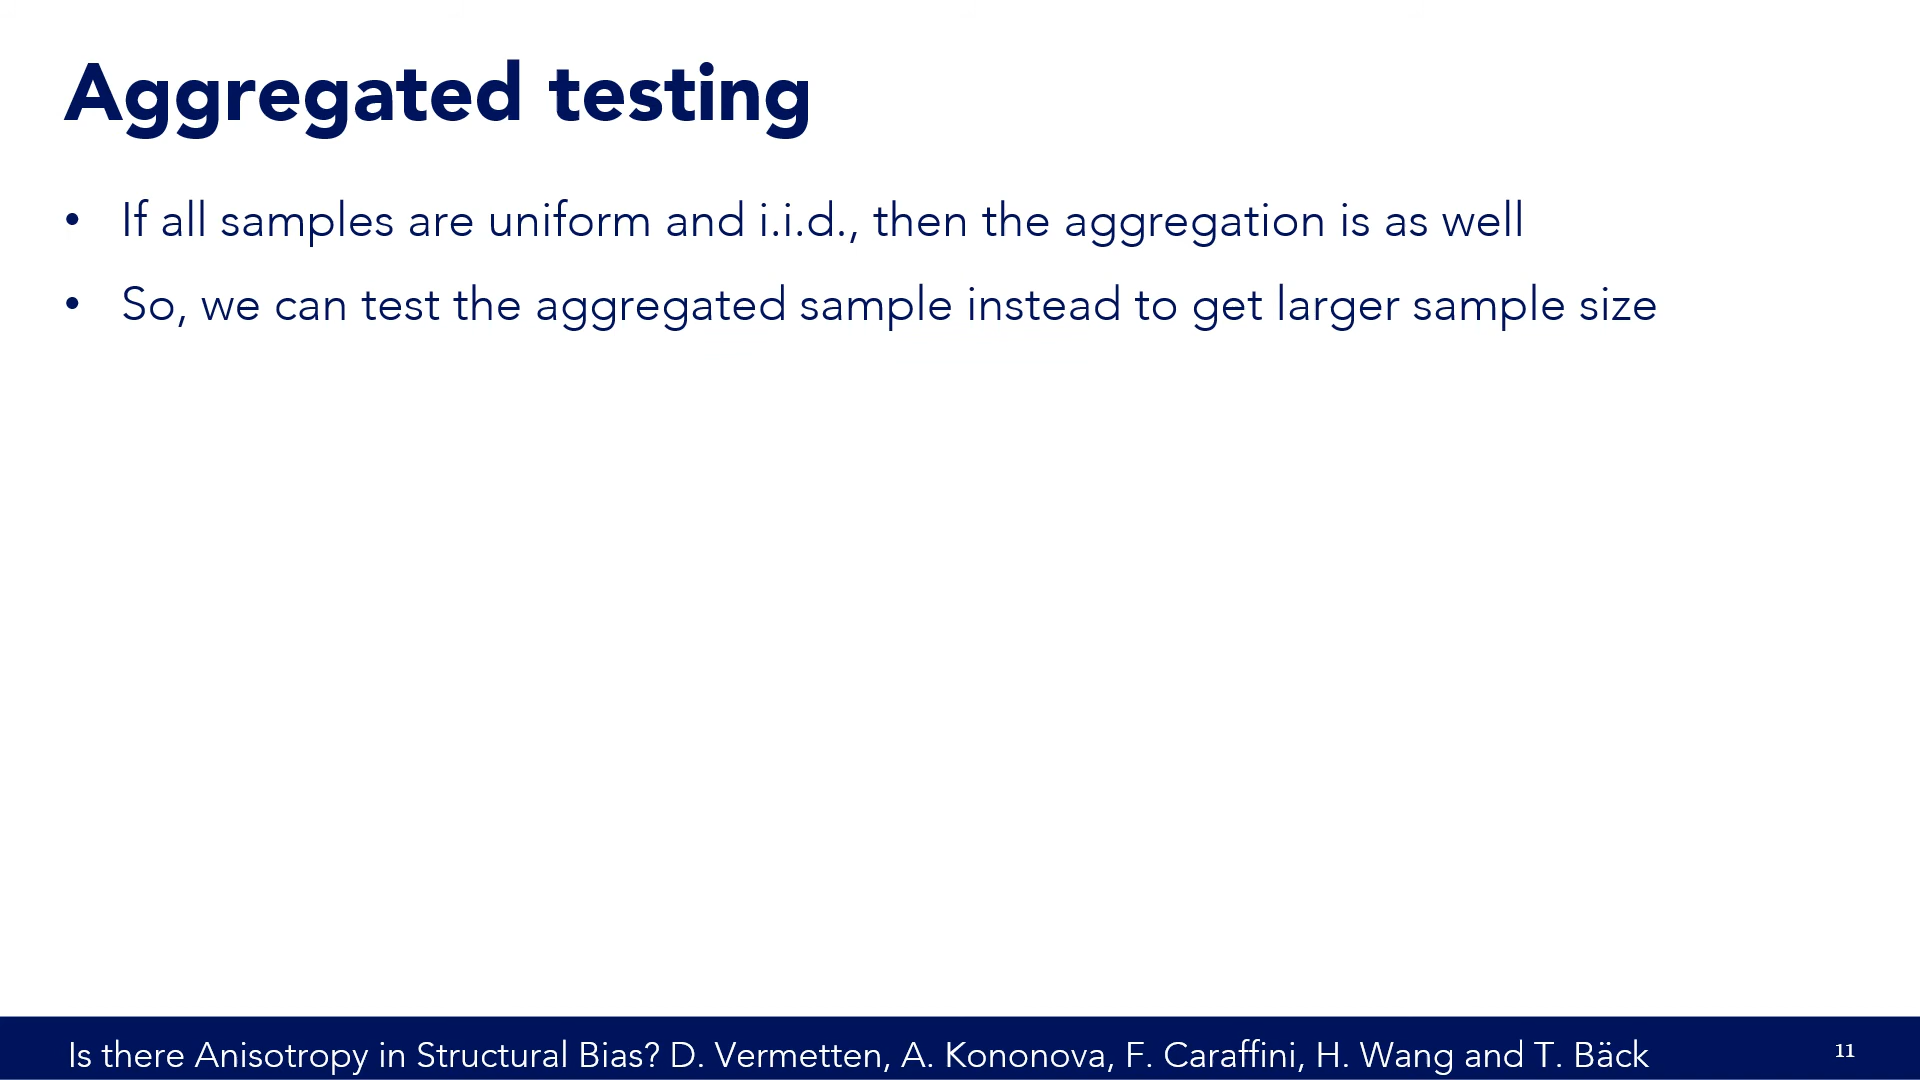 Aggregated testing
• If all samples are uniform and i.i.d., then the aggregation is as well
• So, we can test the aggregated sample instead to get larger sample size
Is there Anisotropy in Structural Bias? D. Vermetten, A. Kononova, F. Caraffini, H. Wang and T. Bäck
11